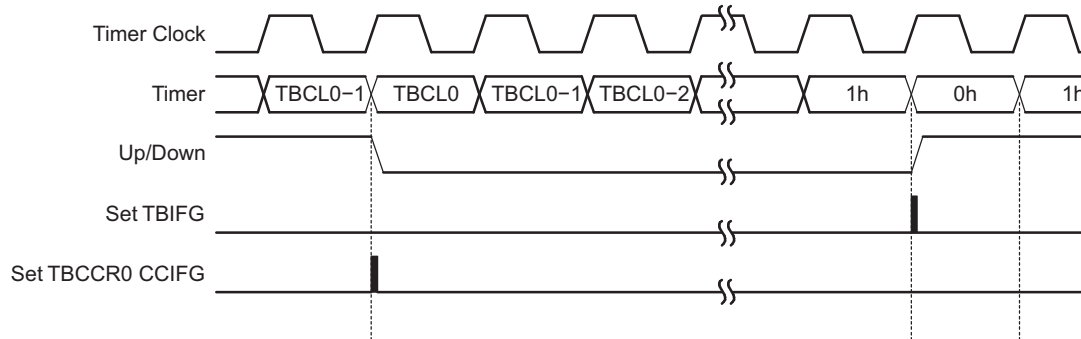 Timer Clock
Timer TBCL0−1 TBCL0 TBCL0−1 TBCL0−2 1h 0h 1h
Up/Down
Set TBIFG
Set TBCCR0 CCIFG